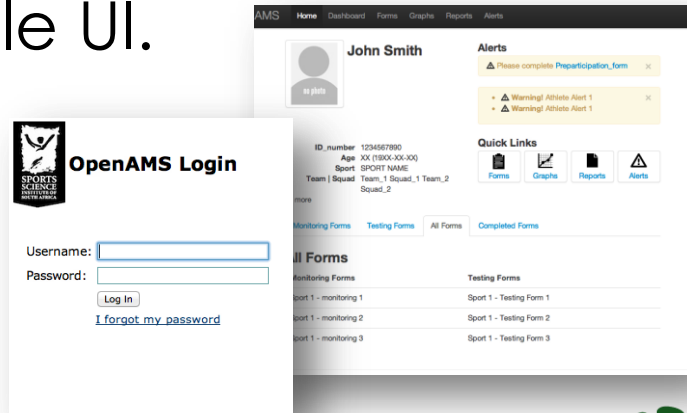 le UI.
AMS Home Dashboard Forms Graphs Reports Alerts
no photo
John Smith
ID_number 1234567890
Age XX (19XX-XX-XX)
Sport SPORT NAME
Team | Squad Team_1 Squad_1 Team_2
Squad_2
more
Alerts
Please complete Preparticipation_form ×
• Warning! Athlete Alert 1 ×
• Warning! Athlete Alert 1
Quick Links
Forms Graphs Reports Alerts
Monitoring Forms Testing Forms All Forms Completed Forms
All Forms
Monitoring Forms Testing Forms
Sport 1 - monitoring 1 Sport 1 - Testing Form 1
Sport 1 - monitoring 2 Sport 1 - Testing Form 2
Sport 1 - monitoring 3 Sport 1 - Testing Form 3
SPORTS
SCIENCE
INSTITUTE OF
SOUTH AFRICA
OpenAMS Login
Username:
Password:
Log In
I forgot my password